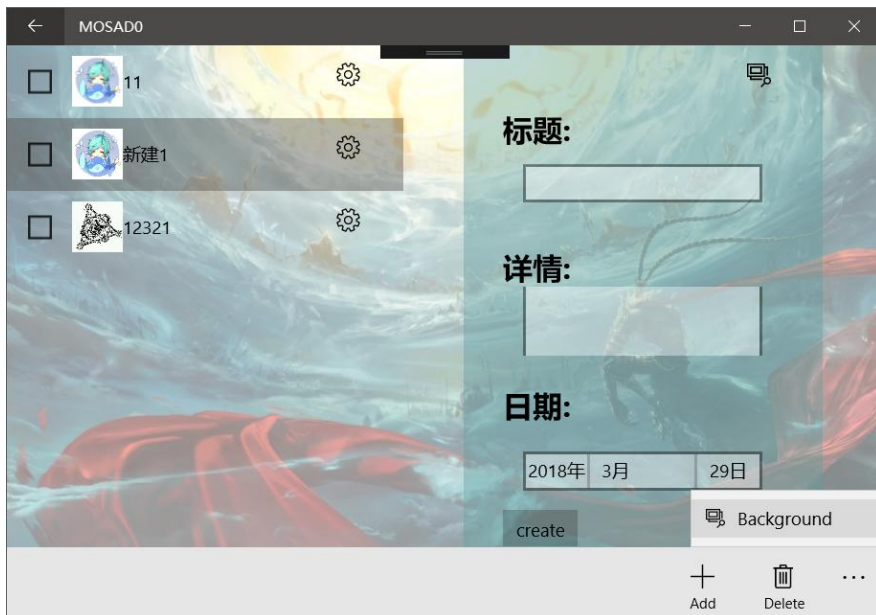 MOSAD0
11
新建1
12321
标题:
详情:
日期:
2018年 3月 29日
create
Background
Add
Delete